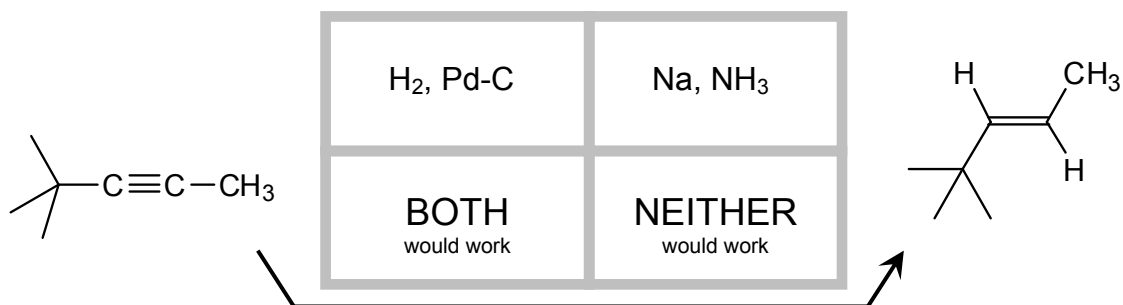 H₂, Pd-C
Na, NH₃
H
CH₃
C≡C—CH₃
H
BOTH
would work
NEITHER
would work